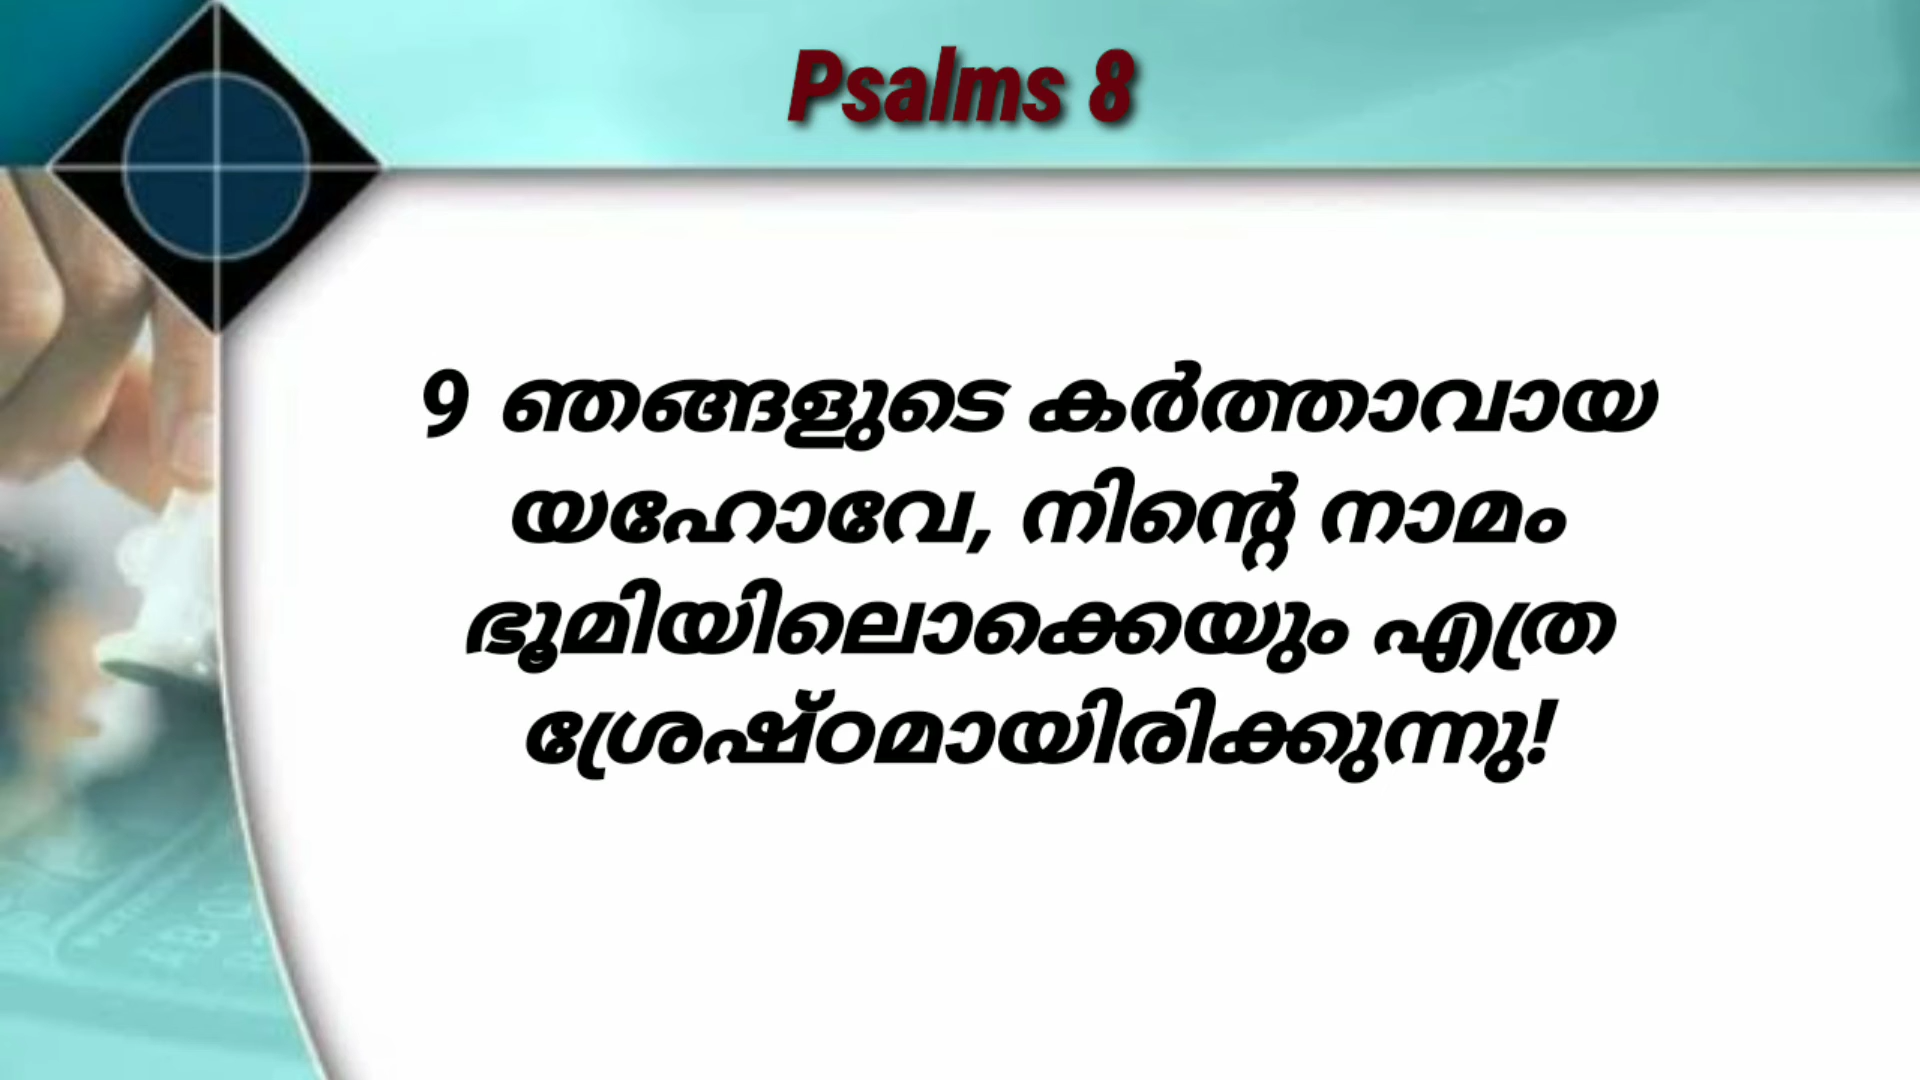 Psalms 8
9 ഞങ്ങളുടെ കർത്താവായ
യഹോവേ, നിന്റെ നാമം
ഭൂമിയിലൊക്കെയും എത്ര
ശ്രേഷ്ഠമായിരിക്കുന്നു!